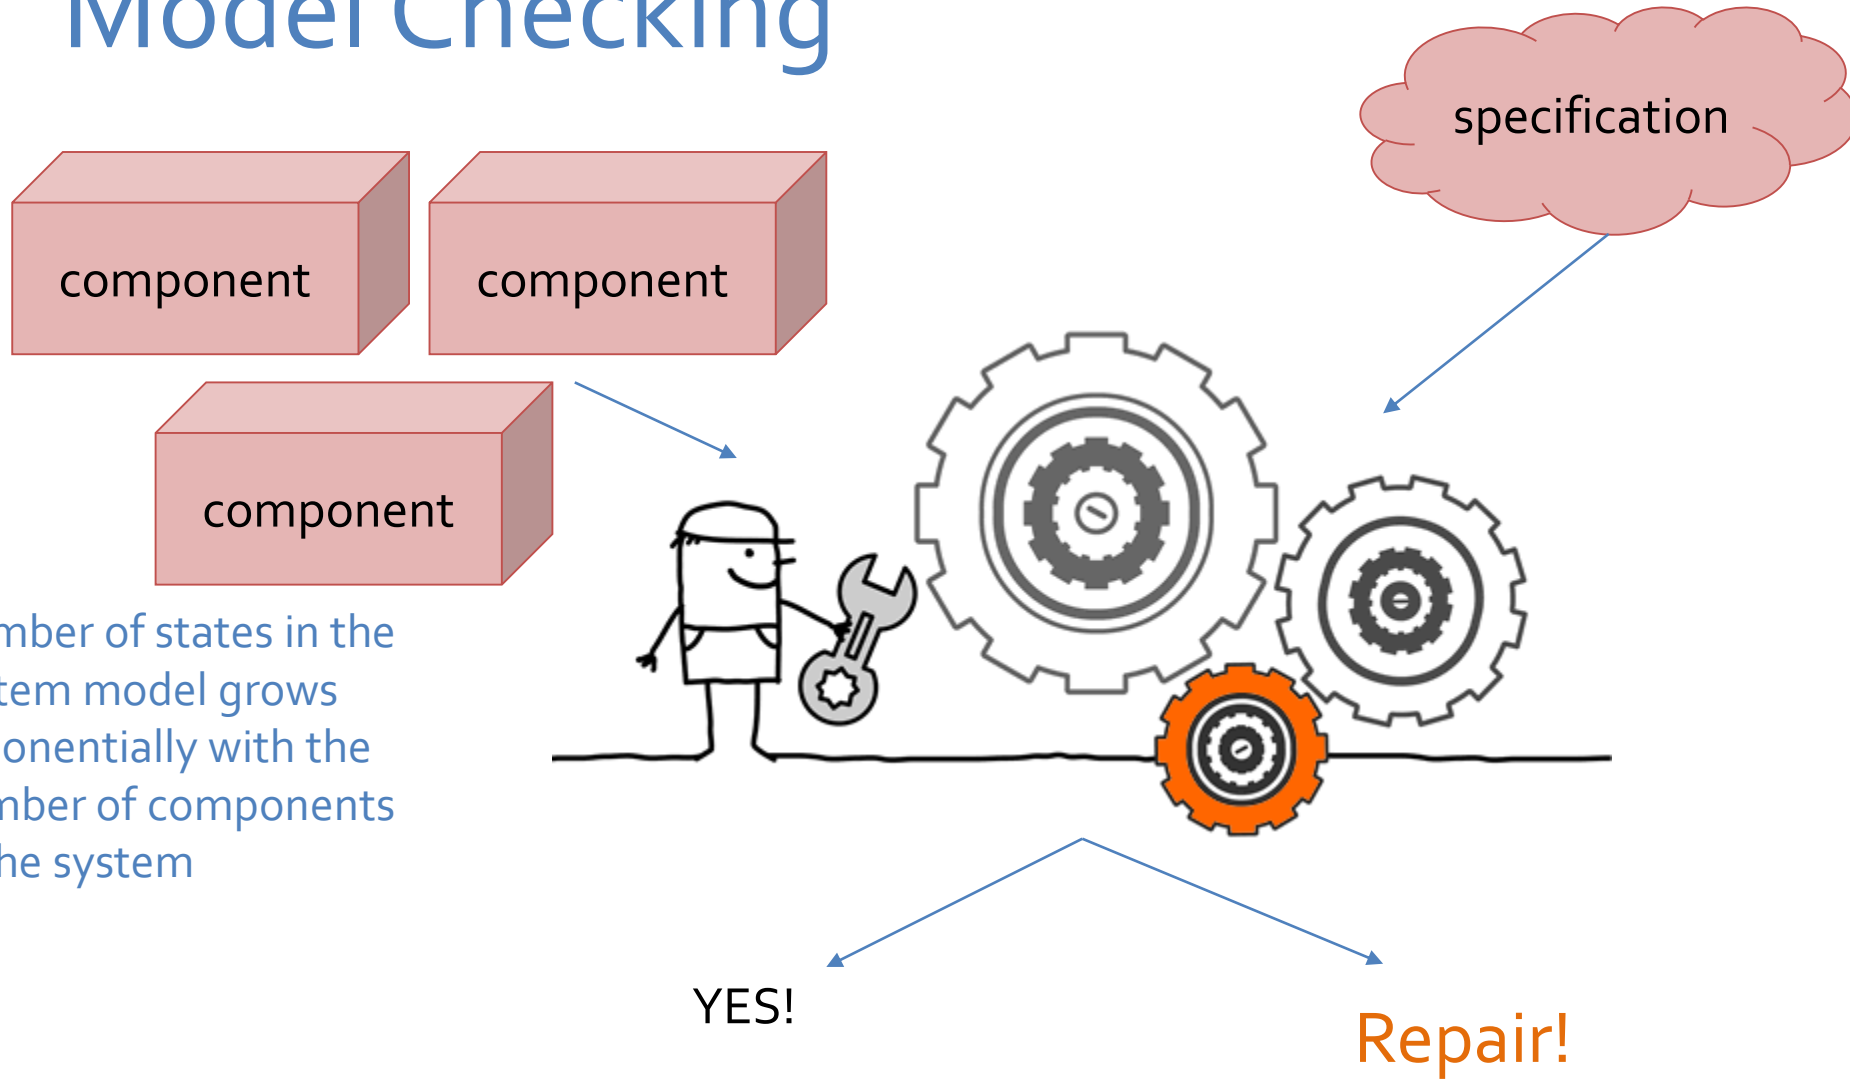 Model Checking
specification
component
component
component
mber of states in the
tem model grows
onentially with the
mber of components
he system
YES!
Repair!